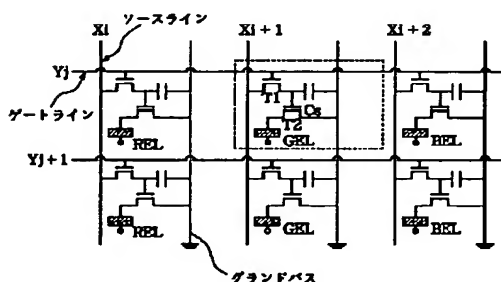 Xi
ソースライン
Xi+1
Xi+2
Yj
ゲートライン
T1
Cs
T2
REL
GEL
BEL
Yj+1
REL
GEL
BEL
グランドバス